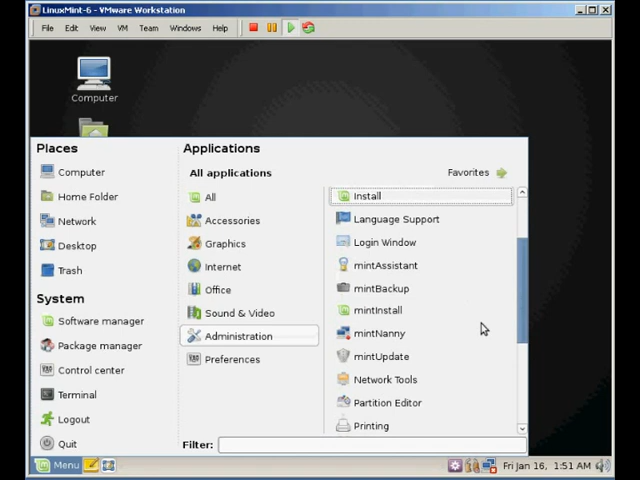 LinuxMint-6 - VMware Workstation
File Edit View VM Team Windows Help
Computer
Places
Computer
Home Folder
Network
Desktop
Trash
System
Software manager
Package manager
Control center
Terminal
Logout
Quit
Applications
All applications
Favorites
All
Accessories
Graphics
Internet
Office
Sound & Video
Administration
Preferences
Install
Language Support
Login Window
mintAssistant
mintBackup
mintInstall
mintNanny
mintUpdate
Network Tools
Partition Editor
Printing
Filter:
Menu
Fri Jan 16, 1:51 AM